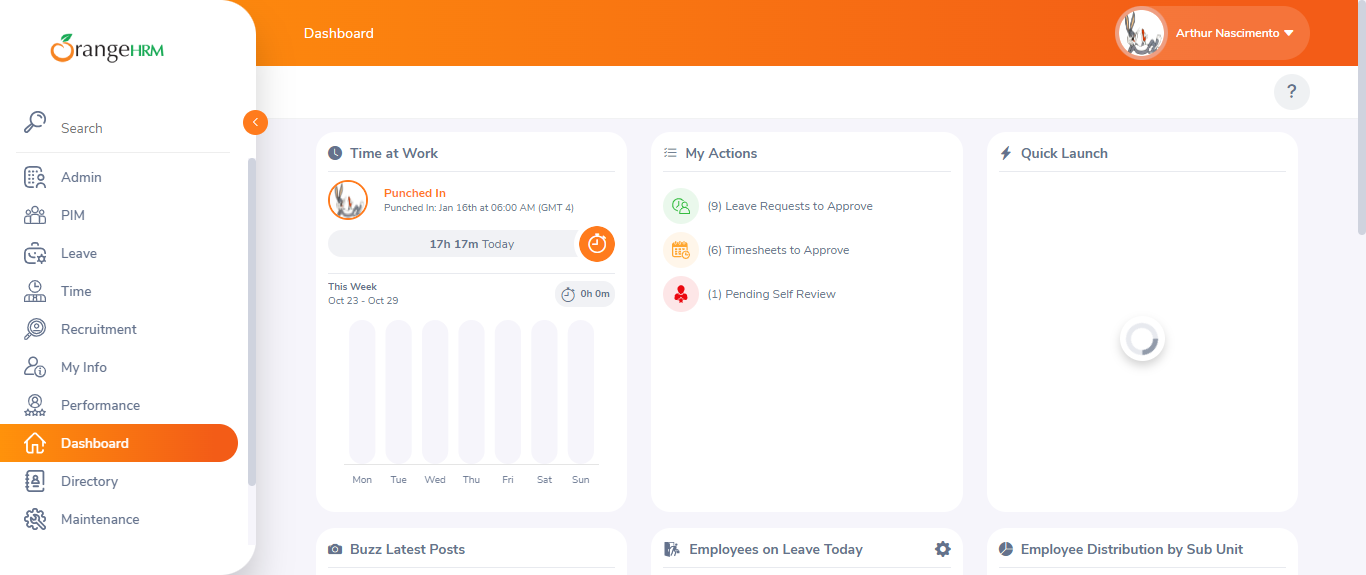 OrangeHRM
Dashboard
Arthur Nascimento
Search
?
Admin
PIM
Leave
Time
Recruitment
My Info
Performance
Dashboard
Directory
Maintenance
Time at Work
Punched In
Punched In: Jan 16th at 06:00 AM (GMT 4)
17h 17m Today
This Week
Oct 23 - Oct 29
0h 0m
Mon Tue Wed Thu Fri Sat Sun
My Actions
(9) Leave Requests to Approve
(6) Timesheets to Approve
(1) Pending Self Review
Quick Launch
Buzz Latest Posts
Employees on Leave Today
Employee Distribution by Sub Unit